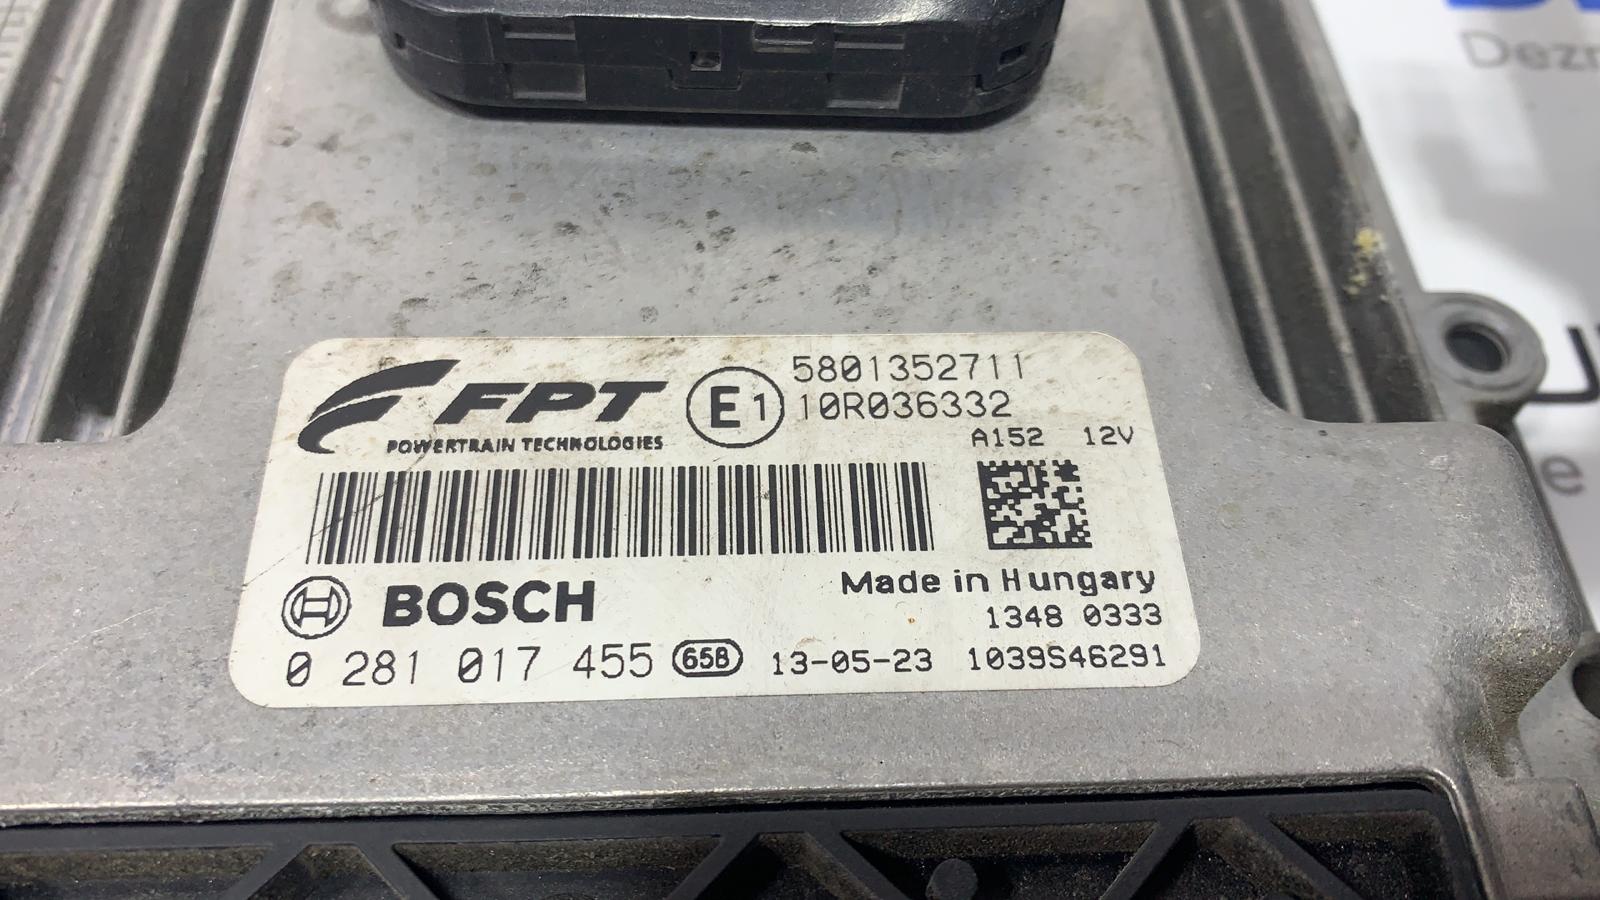 Dezm
FPT
POWERTRAIN TECHNOLOGIES
E1
5801352711
10R036332
A152 12V
BOSCH
Made in Hungary
1348 0333
0 281 017 455 65B 13-05-23 1039S46291
J
e